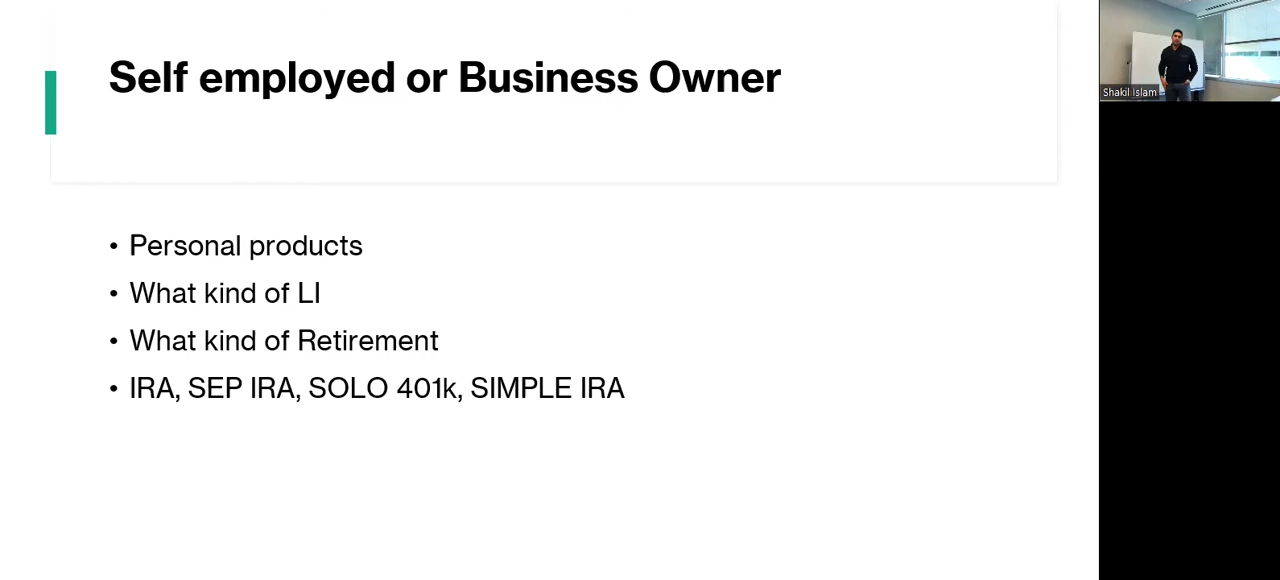 Self employed or Business Owner
• Personal products
• What kind of LI
• What kind of Retirement
• IRA, SEP IRA, SOLO 401k, SIMPLE IRA
Shakil Islam